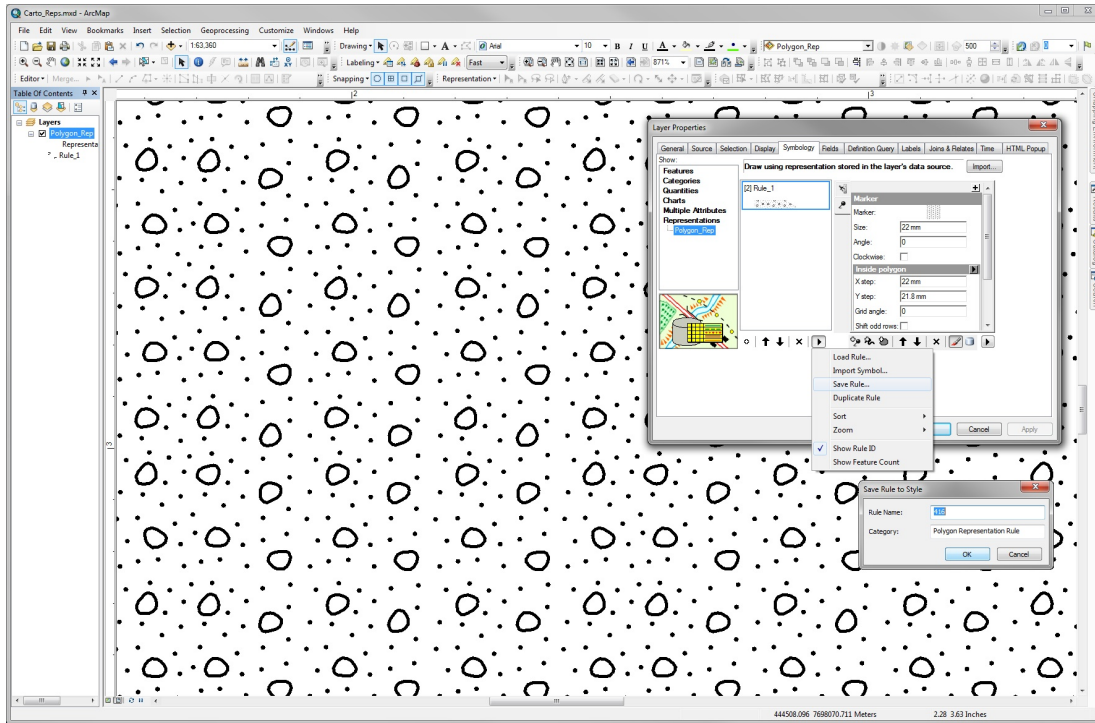 Carto_Reps.mxd - ArcMap
File Edit View Bookmarks Insert Selection Geoprocessing Customize Windows Help
1:63,360
Drawing
Arial
10
B I U A
Polygon_Rep
500
Labeling
Fast
871%
Editor Merge...
Snapping
Representation
Table Of Contents
Layers
Polygon_Rep
Representa
Rule_1
2
3
3
Layer Properties
General Source Selection Display Symbology Fields Definition Query Labels Joins & Relates Time HTML Popup
Show:
Features
Categories
Quantities
Charts
Multiple Attributes
Representations
Polygon_Rep
Draw using representation stored in the layer's data source.
Import...
[2] Rule_1
Marker
Marker:
Size: 22 mm
Angle: 0
Clockwise:
Inside polygon
X step: 22 mm
Y step: 21.8 mm
Grid angle: 0
Shift odd rows:
Load Rule...
Import Symbol...
Save Rule...
Duplicate Rule
Sort
Zoom
Show Rule ID
Show Feature Count
Cancel
Apply
Save Rule to Style
Rule Name: 416
Category: Polygon Representation Rule
OK
Cancel
444508.096 7698070.711 Meters
2.28 3.63 Inches